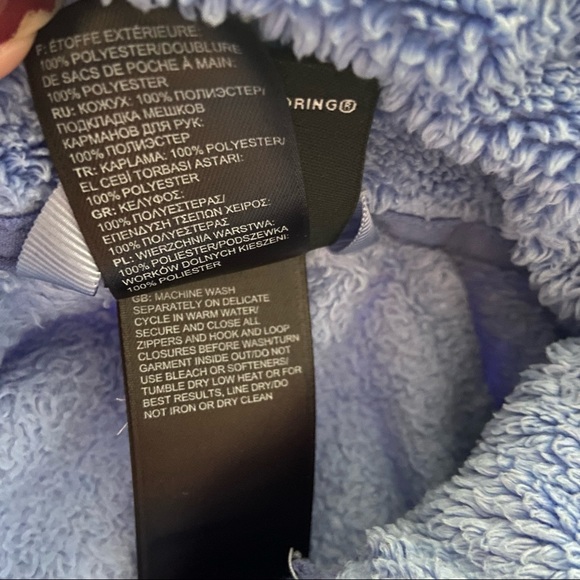 F: ÉTOFFE EXTÉRIEURE:
100% POLYESTER/DOUBLURE
DE SACS DE POCHE À MAIN:
100% POLYESTER
RU: КОЖУХ: 100% ПОЛИЭСТЕР/
ПОДКЛАДКА МЕШКОВ
КАРМАНОВ ДЛЯ РУК:
100% ПОЛИЭСТЕР
TR: KAPLAMA: 100% POLYESTER/
EL CEBİ TORBASI ASTARI:
100% POLYESTER
GR: ΚΕΛΥΦΟΣ:
100% ΠΟΛΥΕΣΤΕΡΑΣ/
ΕΠΕΝΔΥΣΗ ΤΣΕΠΩΝ ΧΕΙΡΟΣ:
100% ΠΟΛΥΕΣΤΕΡΑΣ
PL: WIERZCHNIA WARSTWA:
100% POLIESTER/PODSZEWKA
WORKÓW DOLNYCH KIESZENI:
100% POLIESTER
ORING®
GB: MACHINE WASH
SEPARATELY ON DELICATE
CYCLE IN WARM WATER/
SECURE AND CLOSE ALL
ZIPPERS AND HOOK AND LOOP
CLOSURES BEFORE WASH/TURN
GARMENT INSIDE OUT/DO NOT
USE BLEACH OR SOFTENERS/
TUMBLE DRY LOW HEAT OR FOR
BEST RESULTS, LINE DRY/DO
NOT IRON OR DRY CLEAN